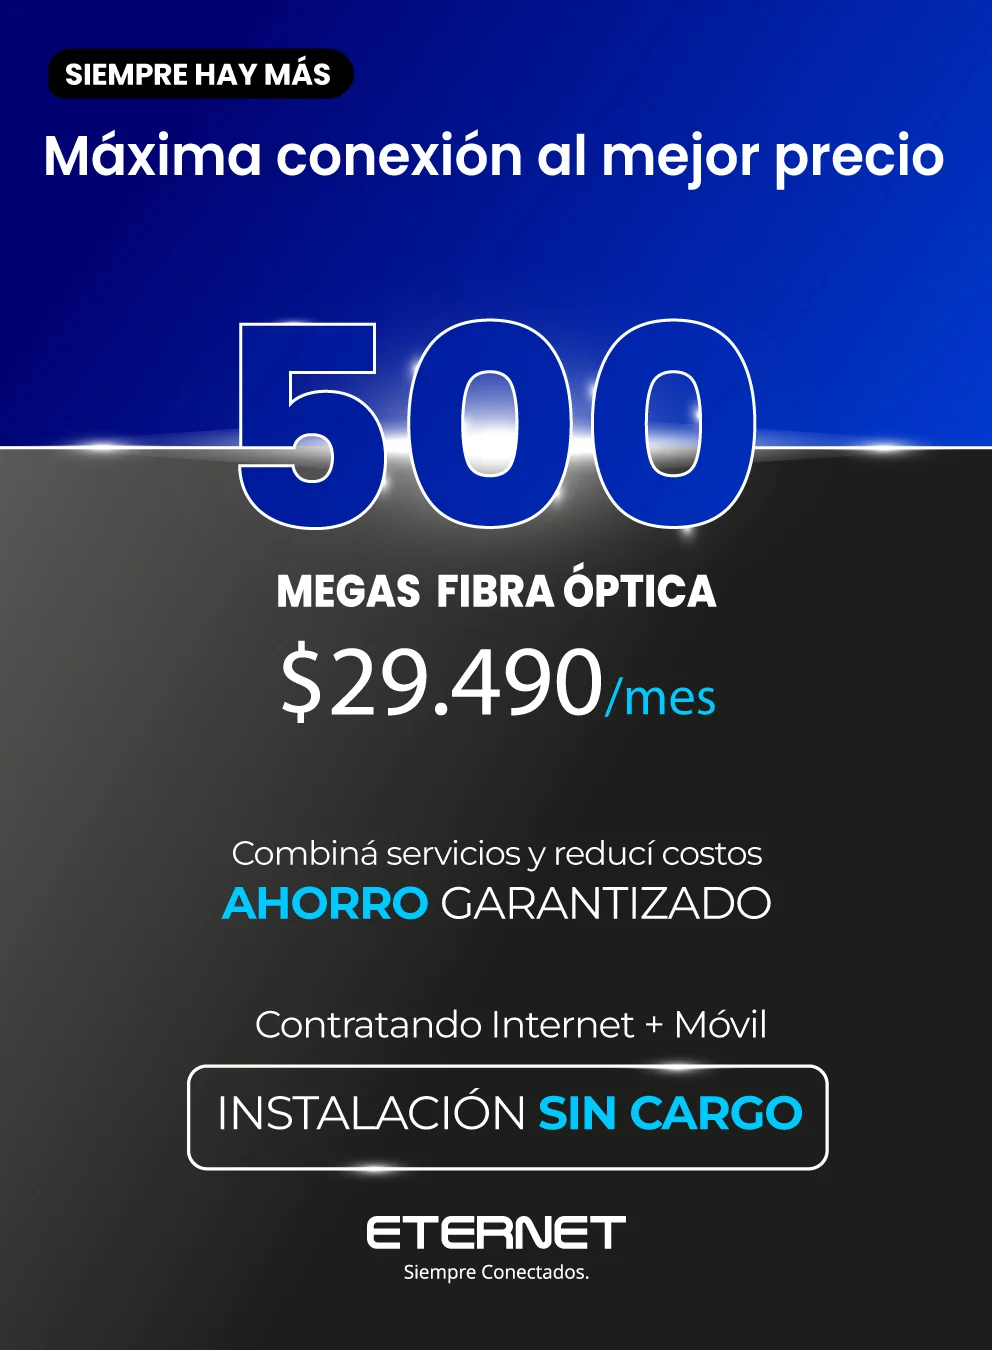 SIEMPRE HAY MÁS
Máxima conexión al mejor precio
500
MEGAS FIBRA ÓPTICA
$29.490/mes
Combiná servicios y reducí costos
AHORRO GARANTIZADO
Contratando Internet + Móvil
INSTALACIÓN SIN CARGO
ETERNET
Siempre Conectados.